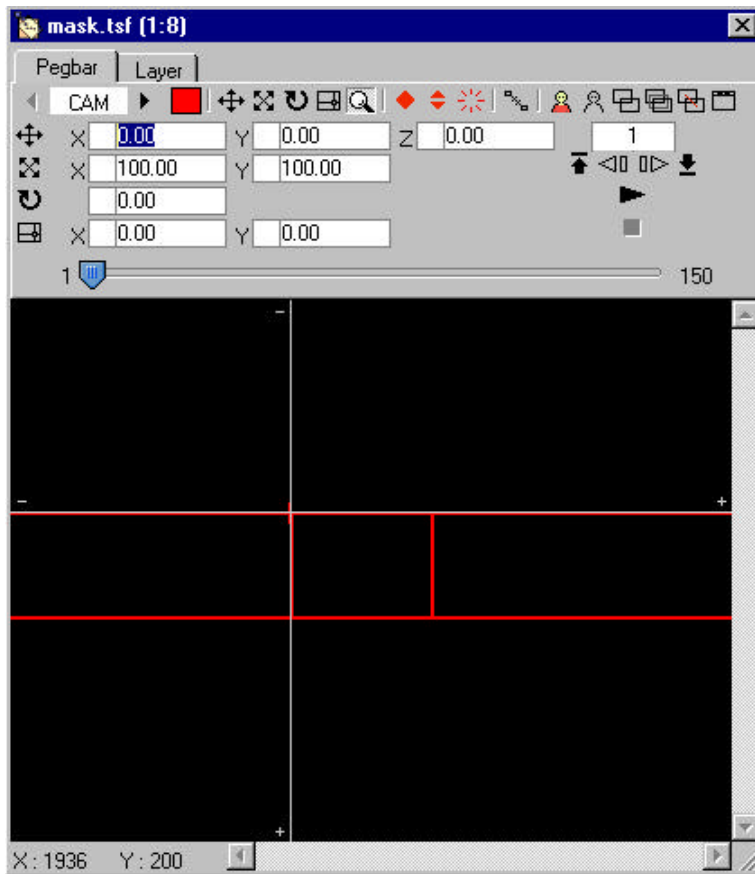 mask.tsf (1:8)
Pegbar Layer
CAM
X 0.00 Y 0.00 Z 0.00 1
X 100.00 Y 100.00
0.00
X 0.00 Y 0.00
1 150
−
− +
+
X : 1936 Y : 200